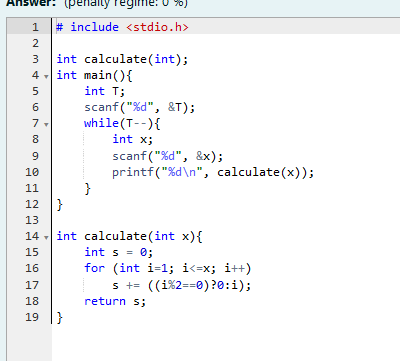 Answer: (penalty regime: 0 %)
1 # include <stdio.h>
2
3 int calculate(int);
4 int main(){
5     int T;
6     scanf("%d", &T);
7     while(T--){
8         int x;
9         scanf("%d", &x);
10         printf("%d\n", calculate(x));
11     }
12 }
13
14 int calculate(int x){
15     int s = 0;
16     for (int i=1; i<=x; i++)
17         s += ((i%2==0)?0:i);
18     return s;
19 }